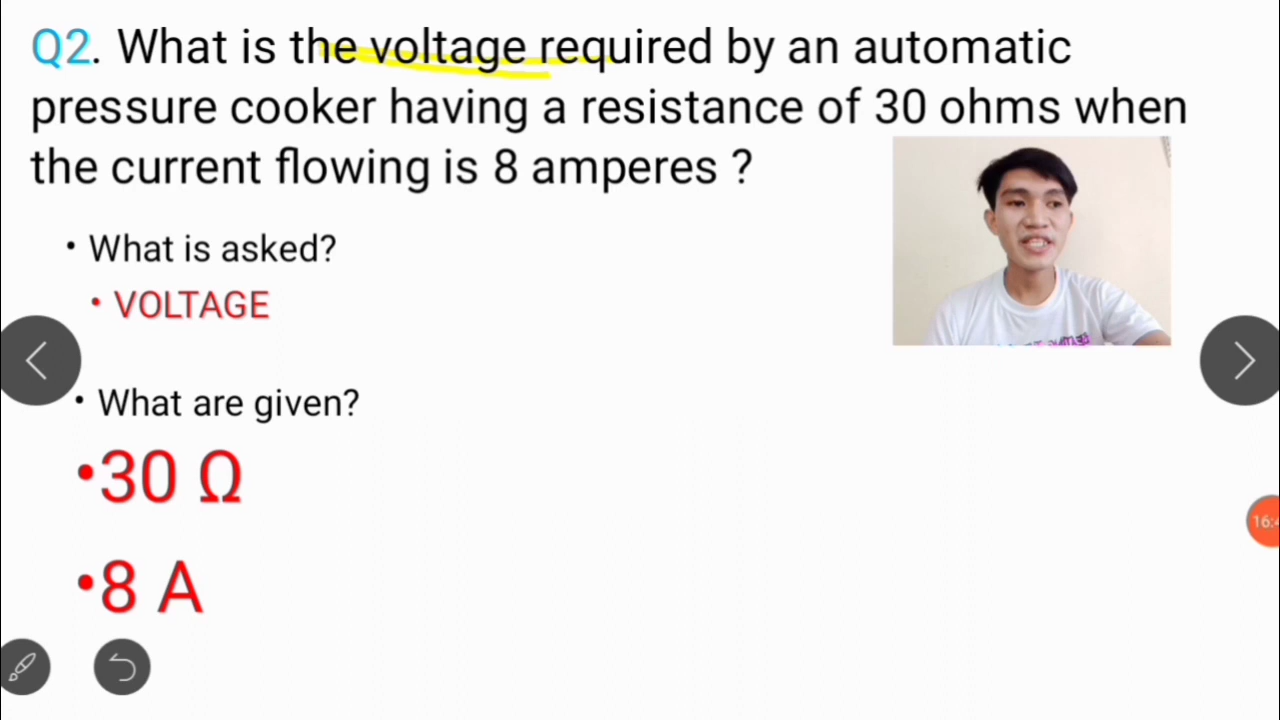 Q2. What is the voltage required by an automatic
pressure cooker having a resistance of 30 ohms when
the current flowing is 8 amperes ?
• What is asked?
• VOLTAGE
• What are given?
•30 Ω
•8 A